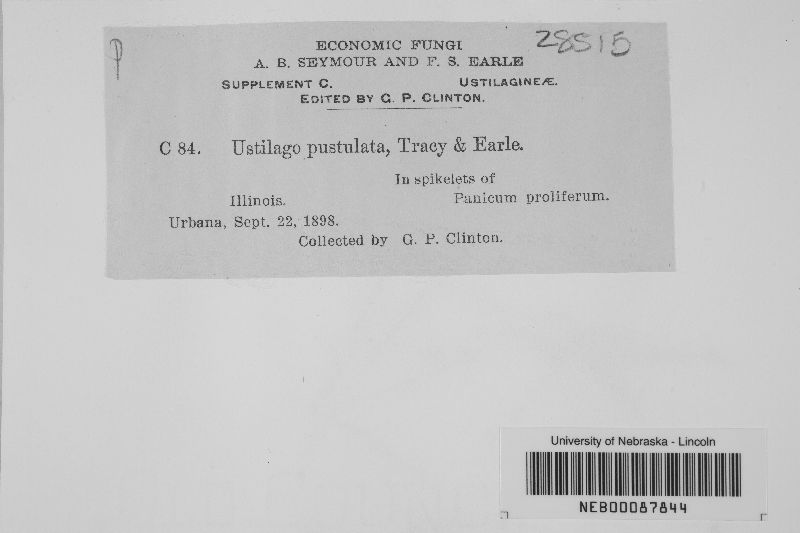 P
28515
ECONOMIC FUNGI
A. B. SEYMOUR AND F. S. EARLE
SUPPLEMENT C. USTILAGINEÆ.
EDITED BY G. P. CLINTON.
C 84. Ustilago pustulata, Tracy & Earle.
In spikelets of
Illinois. Panicum proliferum.
Urbana, Sept. 22, 1898.
Collected by G. P. Clinton.
University of Nebraska - Lincoln
NEB00087844